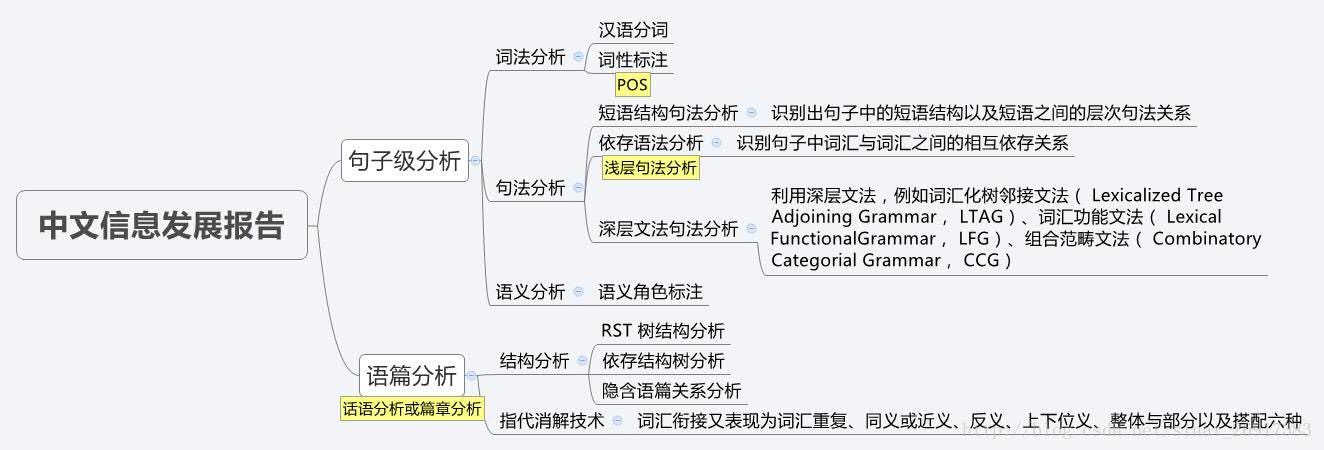 中文信息发展报告
句子级分析
词法分析
汉语分词
词性标注
POS
句法分析
短语结构句法分析
识别出句子中的短语结构以及短语之间的层次句法关系
依存语法分析
识别句子中词汇与词汇之间的相互依存关系
浅层句法分析
深层文法句法分析
利用深层文法，例如词汇化树邻接文法（ Lexicalized Tree
Adjoining Grammar， LTAG）、词汇功能文法（ Lexical
FunctionalGrammar， LFG）、组合范畴文法（ Combinatory
Categorial Grammar， CCG）
语义分析
语义角色标注
语篇分析
话语分析或篇章分析
结构分析
RST 树结构分析
依存结构树分析
隐含语篇关系分析
指代消解技术
词汇衔接又表现为词汇重复、同义或近义、反义、上下位义、整体与部分以及搭配六种